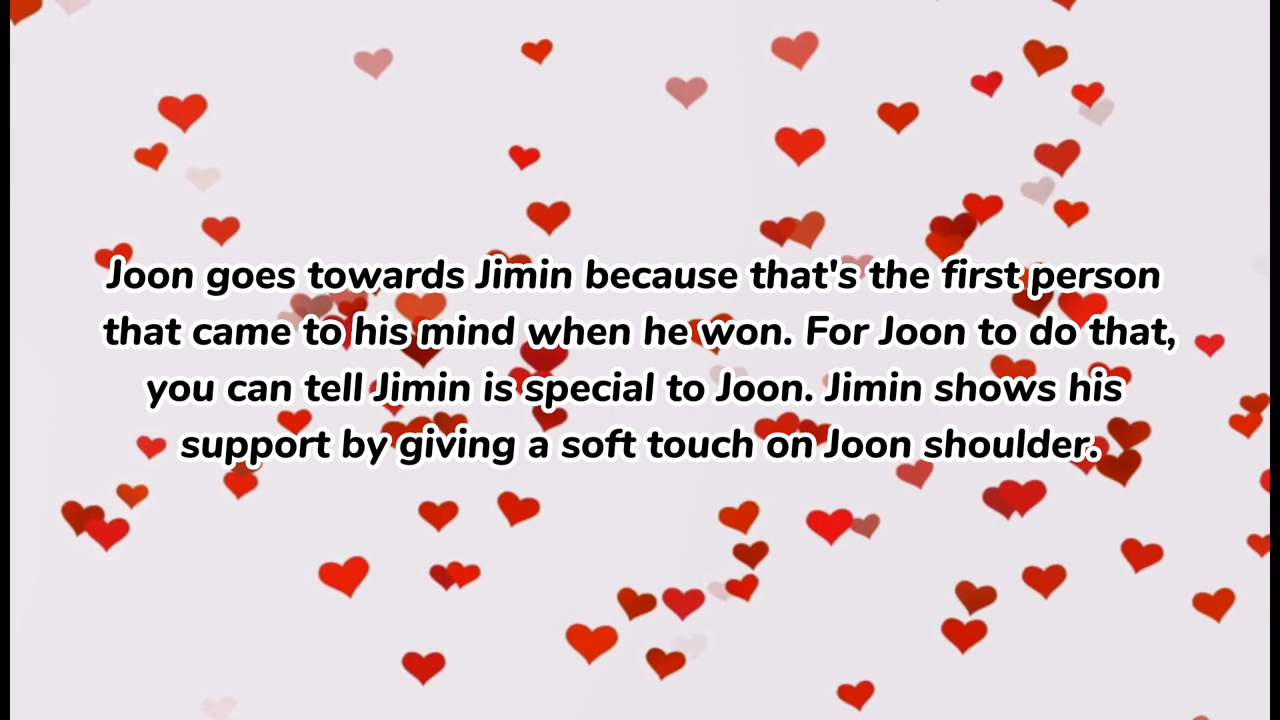 Joon goes towards Jimin because that's the first person
that came to his mind when he won. For Joon to do that,
you can tell Jimin is special to Joon. Jimin shows his
support by giving a soft touch on Joon shoulder.